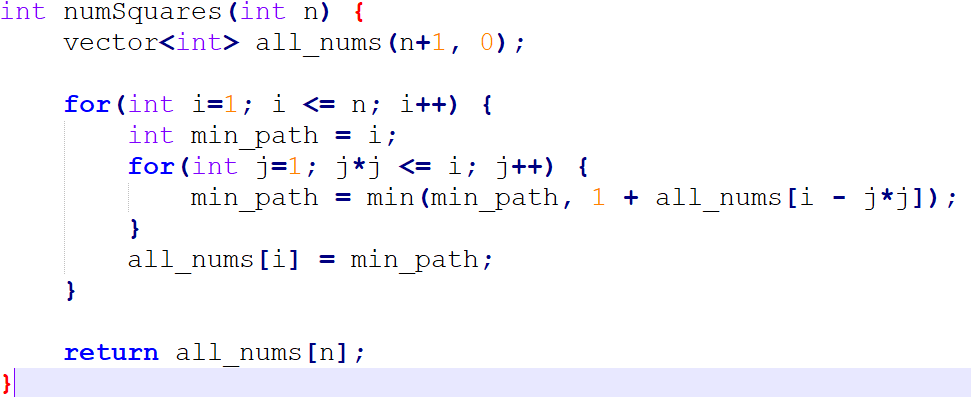 int numSquares(int n) {
    vector<int> all_nums(n+1, 0);

    for(int i=1; i <= n; i++) {
        int min_path = i;
        for(int j=1; j*j <= i; j++) {
            min_path = min(min_path, 1 + all_nums[i - j*j]);
        }
        all_nums[i] = min_path;
    }

    return all_nums[n];
}